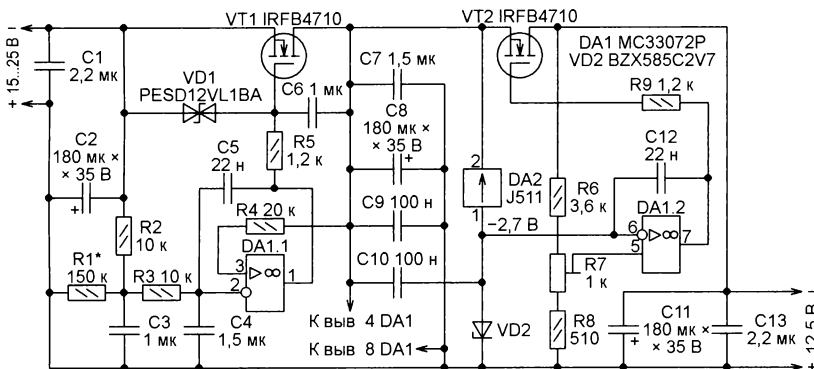 VT1 IRFB4710
VT2 IRFB4710
DA1 MC33072P
VD2 BZX585C2V7
−
+ 15...25 В
C1
2,2 мк
VD1
PESD12VL1BA
C6 1 мк
C7 1,5 мк
C8
180 мк ×
× 35 В
+
R9 1,2 к
C2
180 мк ×
× 35 В
+
C5
22 н
R5
1,2 к
C12
22 н
2
DA2
J511
1
R6
3,6 к
R2
10 к
R4 20 к
C9 100 н
−2,7 В
DA1.2
6
5
▷∞
7
R1*
150 к
R3 10 к
DA1.1
3
2
▷∞
1
C10 100 н
R7
1 к
C3
1 мк
C4
1,5 мк
К выв 4 DA1
К выв 8 DA1
VD2
R8
510
C11
180 мк ×
× 35 В
+
C13
2,2 мк
−
+ 12,5 В